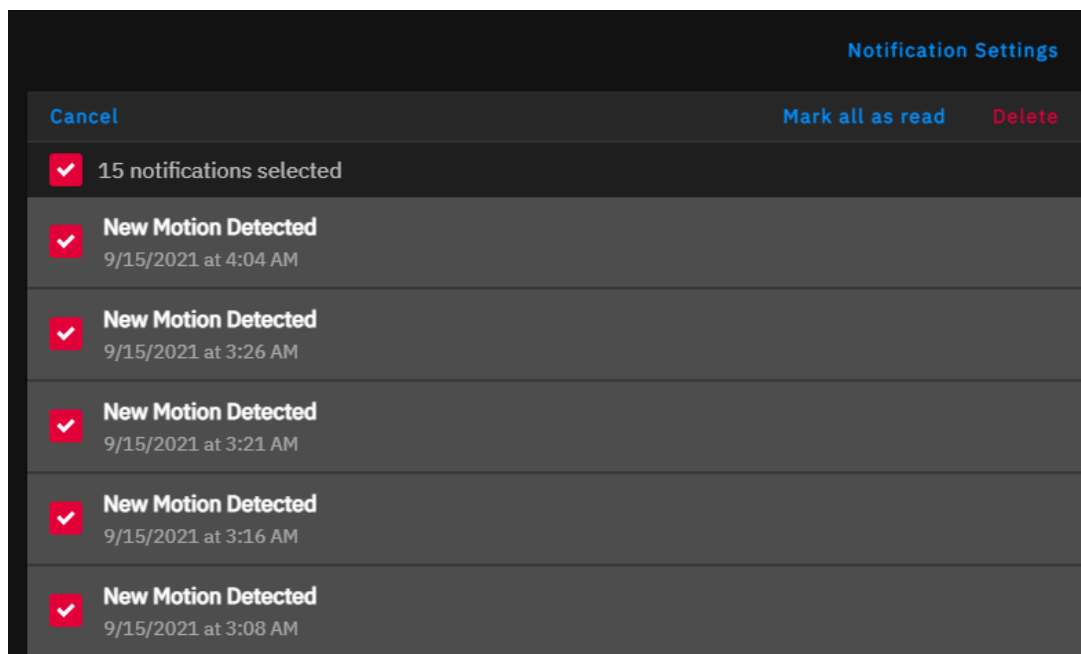 Notification Settings
Cancel Mark all as read Delete
15 notifications selected
New Motion Detected
9/15/2021 at 4:04 AM
New Motion Detected
9/15/2021 at 3:26 AM
New Motion Detected
9/15/2021 at 3:21 AM
New Motion Detected
9/15/2021 at 3:16 AM
New Motion Detected
9/15/2021 at 3:08 AM